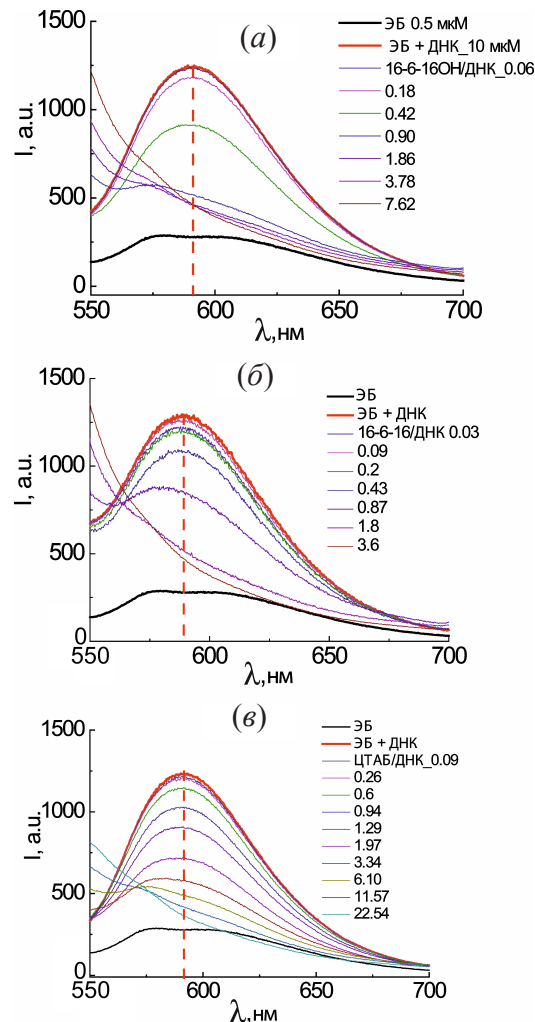 (а)
ЭБ 0.5 мкМ
ЭБ + ДНК_10 мкМ
16-6-16ОН/ДНК_0.06
0.18
0.42
0.90
1.86
3.78
7.62
I, a.u.
1500
1000
500
0
550
600
650
700
λ,нм
(б)
ЭБ
ЭБ + ДНК
16-6-16/ДНК 0.03
0.09
0.2
0.43
0.87
1.8
3.6
I, a.u.
1500
1000
500
0
550
600
650
700
λ,нм
(в)
ЭБ
ЭБ + ДНК
ЦТАБ/ДНК_0.09
0.26
0.6
0.94
1.29
1.97
3.34
6.10
11.57
22.54
I, a.u.
1500
1000
500
0
550
600
650
700
λ,нм